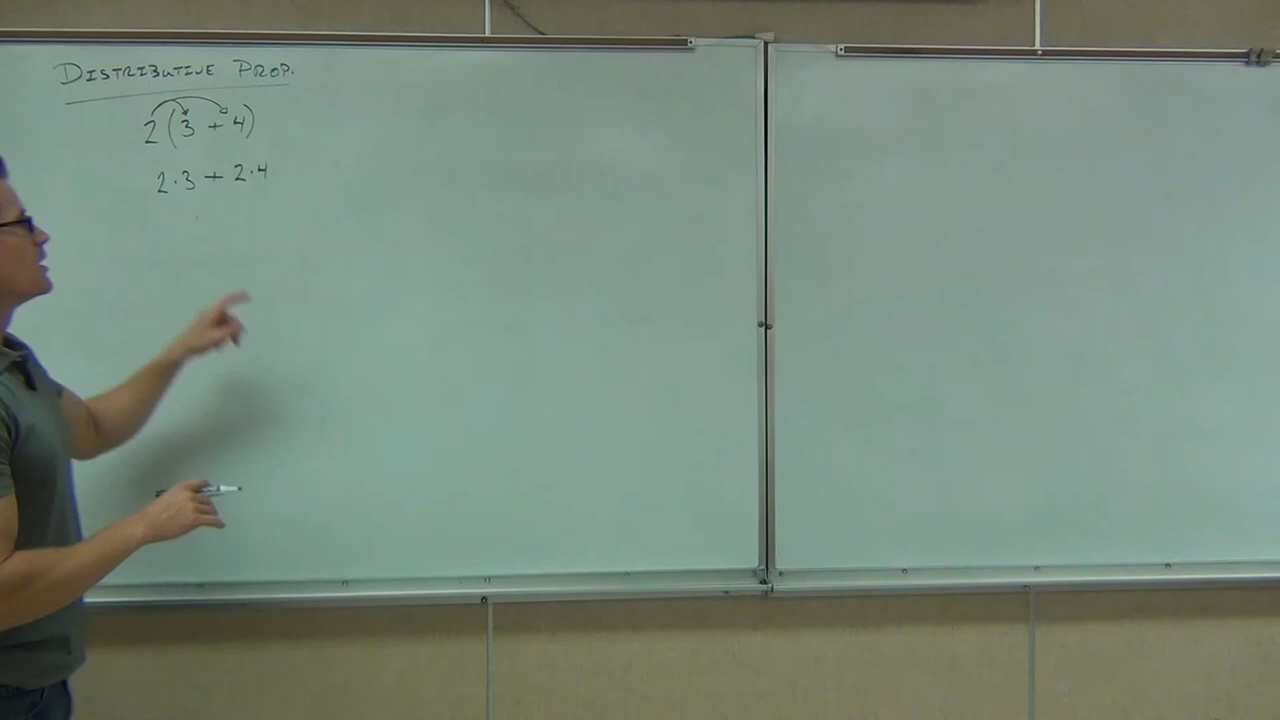 DISTRIBUTIVE PROP.
2(3 + 4)
2·3 + 2·4